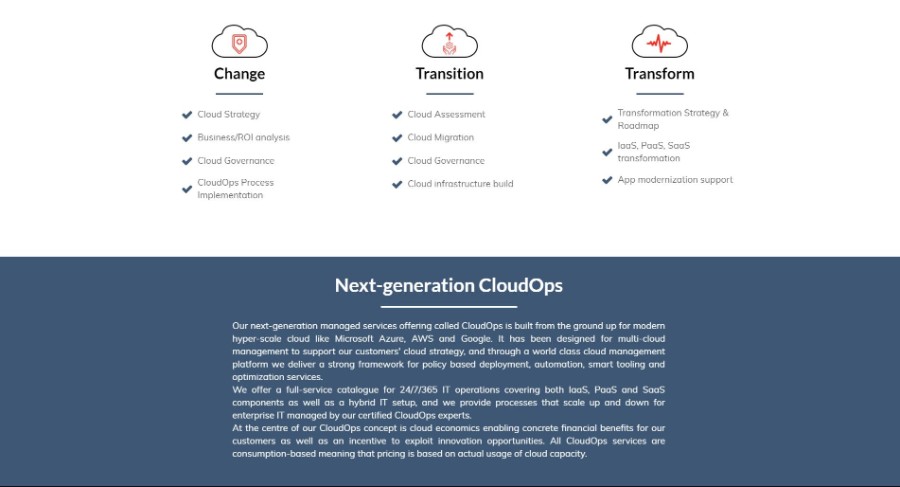 Change
Cloud Strategy
Business/ROI analysis
Cloud Governance
CloudOps Process
Implementation
Transition
Cloud Assessment
Cloud Migration
Cloud Governance
Cloud infrastructure build
Transform
Transformation Strategy &
Roadmap
IaaS, PaaS, SaaS
transformation
App modernization support
Next-generation CloudOps
Our next-generation managed services offering called CloudOps is built from the ground up for modern
hyper-scale cloud like Microsoft Azure, AWS and Google. It has been designed for multi-cloud
management to support our customers' cloud strategy, and through a world class cloud management
platform we deliver a strong framework for policy based deployment, automation, smart tooling and
optimization services.
We offer a full-service catalogue for 24/7/365 IT operations covering both IaaS, PaaS and SaaS
components as well as a hybrid IT setup, and we provide processes that scale up and down for
enterprise IT managed by our certified CloudOps experts.
At the centre of our CloudOps concept is cloud economics enabling concrete financial benefits for our
customers as well as an incentive to exploit innovation opportunities. All CloudOps services are
consumption-based meaning that pricing is based on actual usage of cloud capacity.